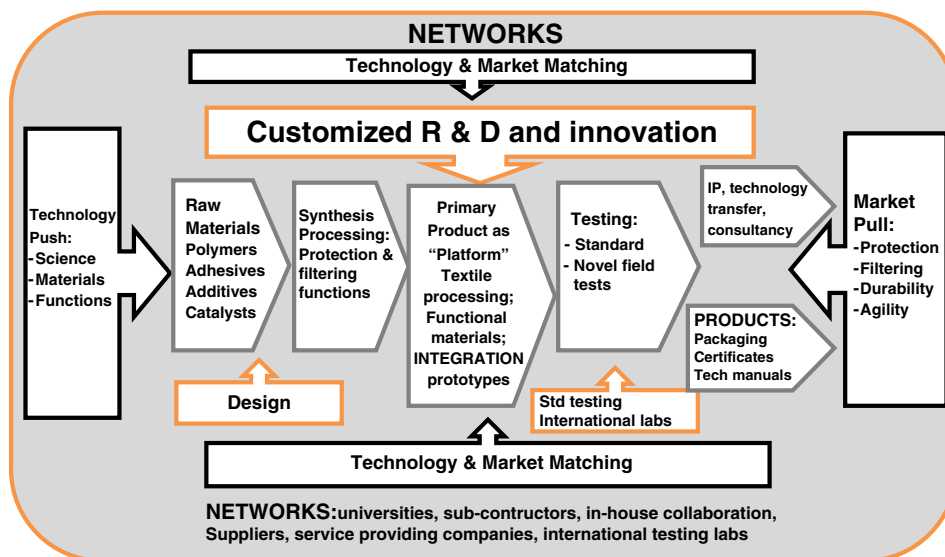 NETWORKS
Technology & Market Matching
Customized R & D and innovation
Technology
Push:
-Science
-Materials
-Functions
Raw
Materials
Polymers
Adhesives
Additives
Catalysts
Synthesis
Processing:
Protection &
filtering
functions
Primary
Product as
“Platform”
Textile
processing;
Functional
materials;
INTEGRATION
prototypes
Testing:
- Standard
- Novel field
tests
IP, technology
transfer,
consultancy
PRODUCTS:
Packaging
Certificates
Tech manuals
Market
Pull:
-Protection
-Filtering
-Durability
-Agility
Design
Std testing
International labs
Technology & Market Matching
NETWORKS:universities, sub-contructors, in-house collaboration,
Suppliers, service providing companies, international testing labs